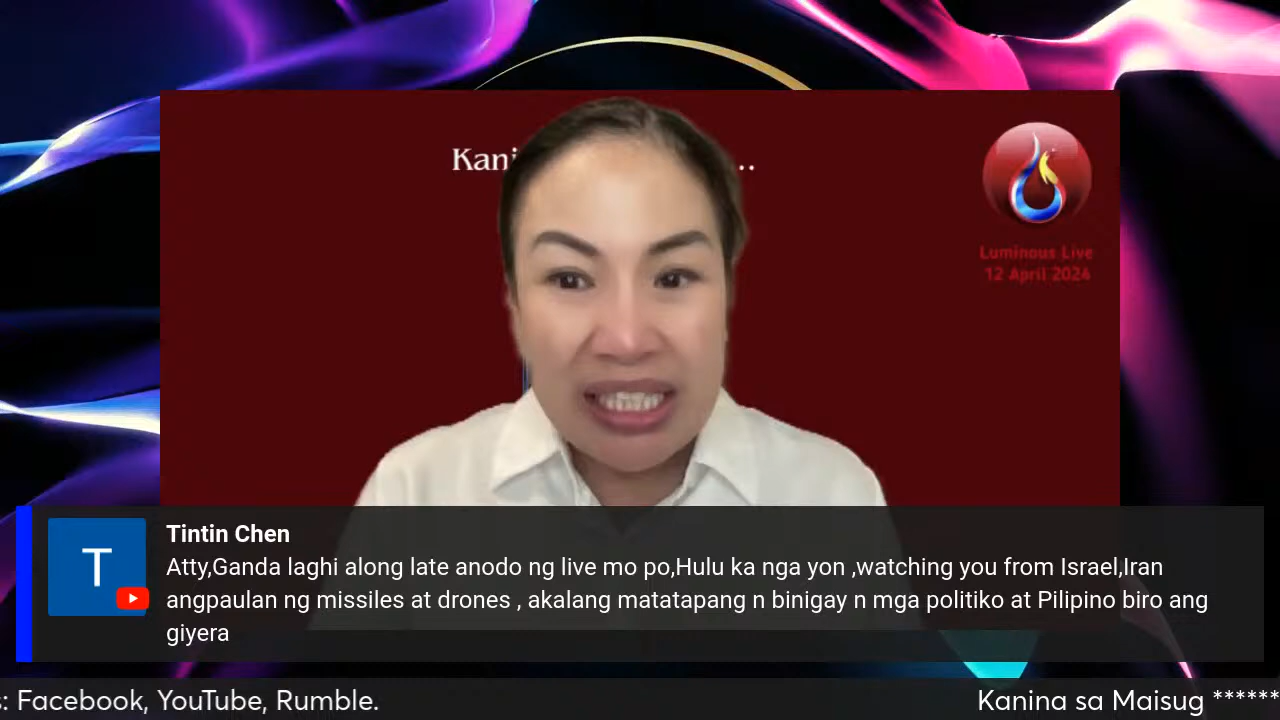 Kani
..
Luminous Live
12 April 2024
T
Tintin Chen
Atty,Ganda laghi along late anodo ng live mo po,Hulu ka nga yon ,watching you from Israel,Iran
angpaulan ng missiles at drones , akalang matatapang n binigay n mga politiko at Pilipino biro ang
giyera
s: Facebook, YouTube, Rumble.
Kanina sa Maisug ******